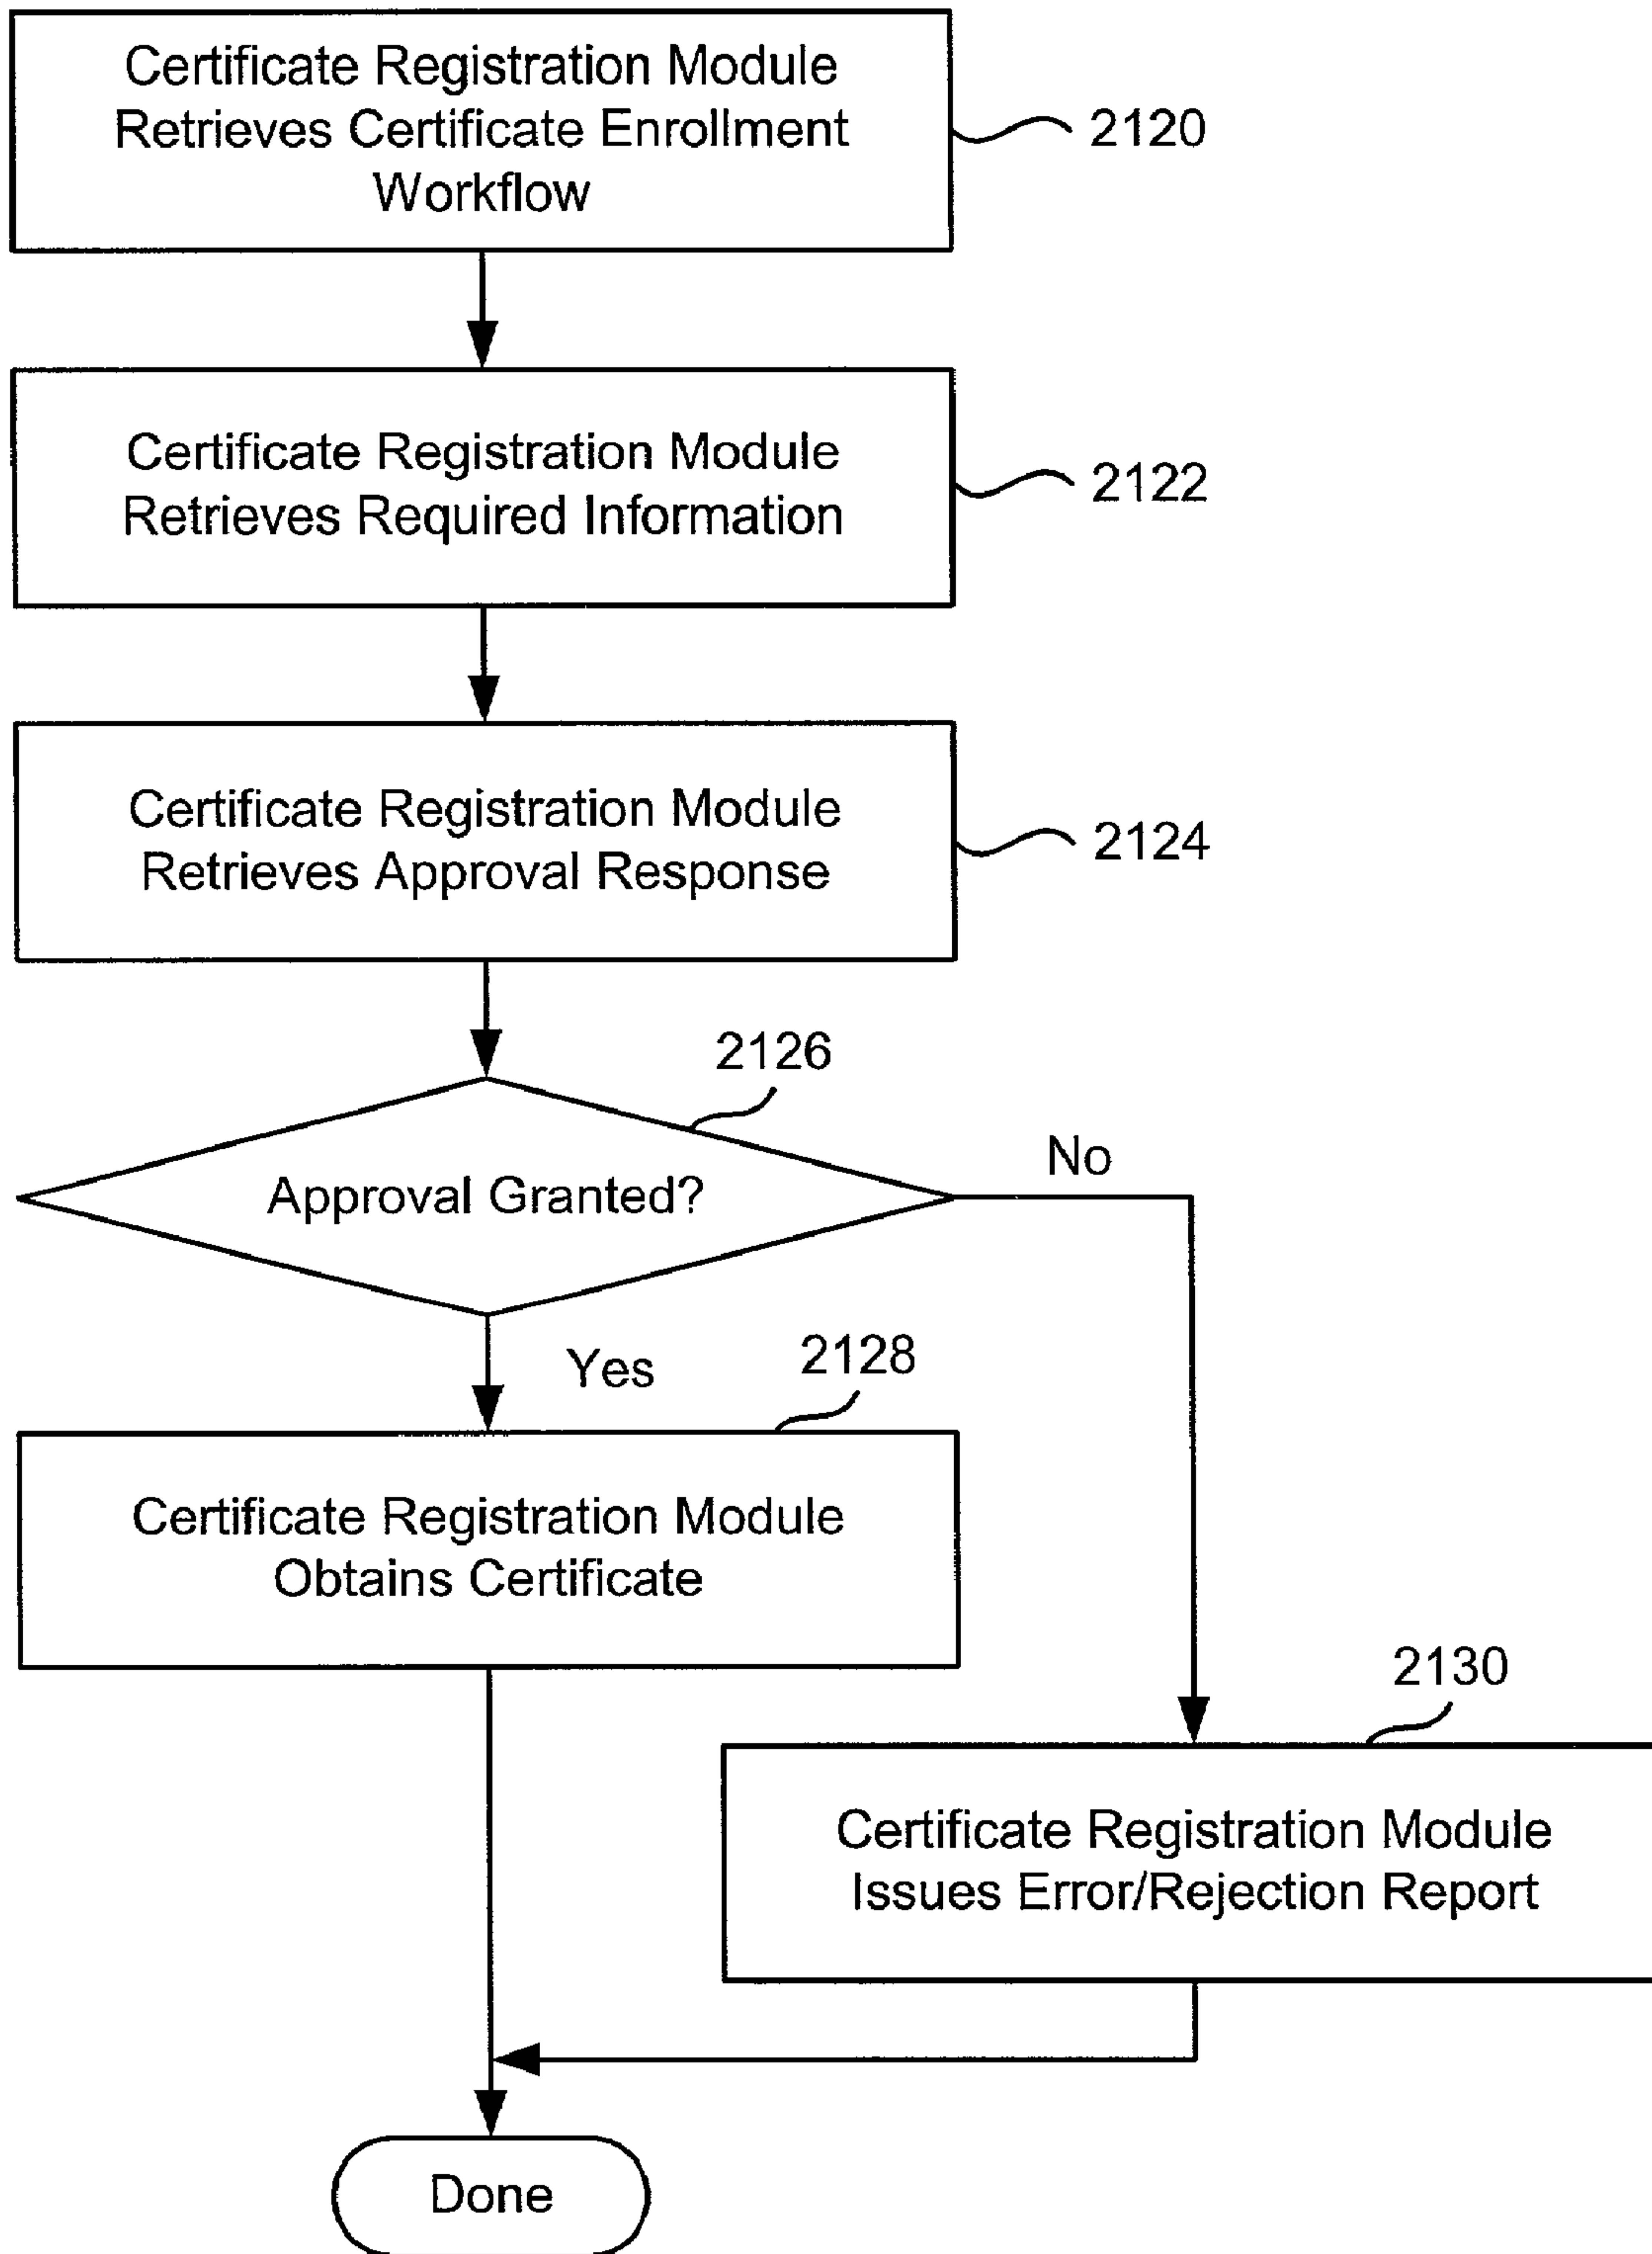 Certificate Registration Module
Retrieves Certificate Enrollment
Workflow
2120
Certificate Registration Module
Retrieves Required Information
2122
Certificate Registration Module
Retrieves Approval Response
2124
2126
Approval Granted?
No
Yes
2128
Certificate Registration Module
Obtains Certificate
2130
Certificate Registration Module
Issues Error/Rejection Report
Done